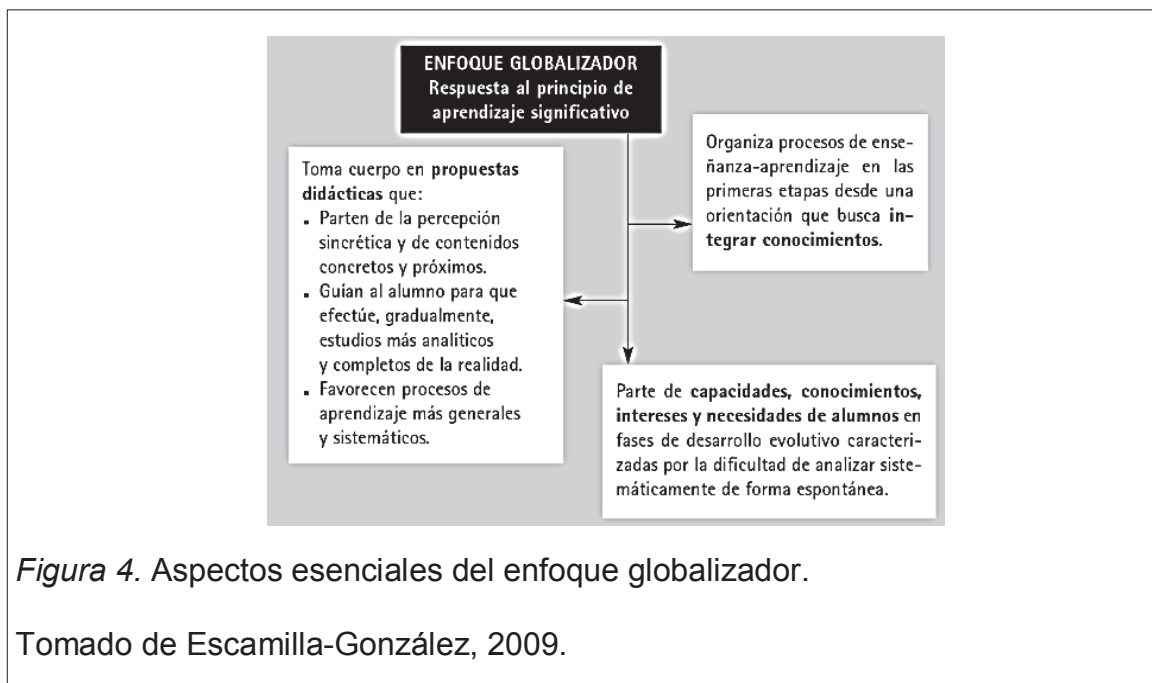 ENFOQUE GLOBALIZADOR
Respuesta al principio de
aprendizaje significativo
Organiza procesos de ense-
ñanza-aprendizaje en las
primeras etapas desde una
orientación que busca in-
tegrar conocimientos.
Toma cuerpo en propuestas
didácticas que:
▪ Parten de la percepción
sincrética y de contenidos
concretos y próximos.
▪ Guían al alumno para que
efectúe, gradualmente,
estudios más analíticos
y completos de la realidad.
▪ Favorecen procesos de
aprendizaje más generales
y sistemáticos.
Parte de capacidades, conocimientos,
intereses y necesidades de alumnos en
fases de desarrollo evolutivo caracteri-
zadas por la dificultad de analizar siste-
máticamente de forma espontánea.
Figura 4. Aspectos esenciales del enfoque globalizador.
Tomado de Escamilla-González, 2009.